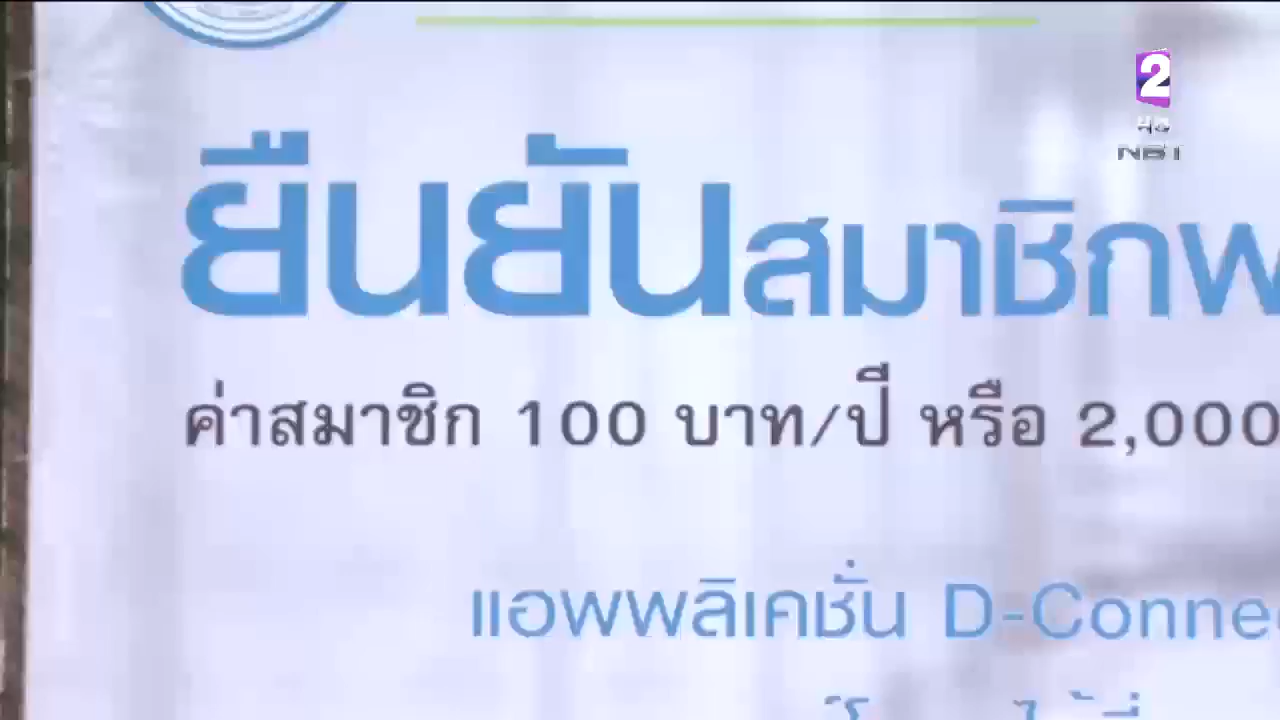 2
HD
NBT
ยืนยันสมาชิกพ
ค่าสมาชิก 100 บาท/ปี หรือ 2,000
แอพพลิเคชั่น D-Conne